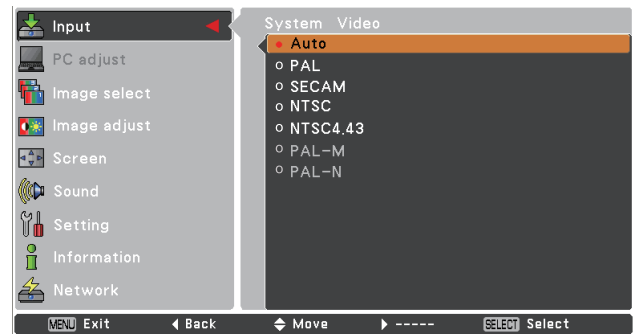 Input
PC adjust
Image select
Image adjust
Screen
Sound
Setting
Information
Network
System Video
Auto
PAL
SECAM
NTSC
NTSC4.43
PAL-M
PAL-N
MENU Exit Back Move ----- SELECT Select